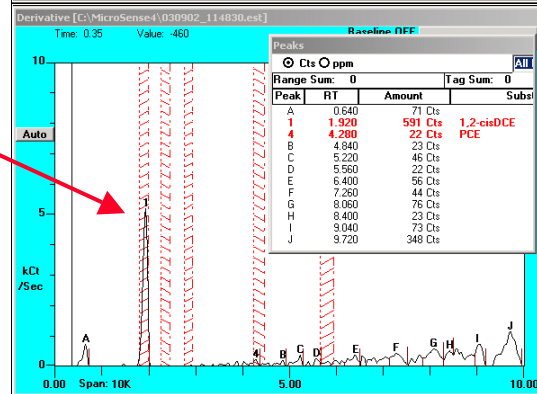 Derivative [C:\MicroSense4\030902_114830.est]
Time: 0.35 Value: -460 Baseline OFF
Peaks
Cts ppm All
Range Sum: 0 Tag Sum: 0
Peak RT Amount Subst
A 0.640 71 Cts
1 1.920 591 Cts 1,2-cisDCE
4 4.280 22 Cts PCE
B 4.840 23 Cts
C 5.220 46 Cts
D 5.560 22 Cts
E 6.400 56 Cts
F 7.260 44 Cts
G 8.060 76 Cts
H 8.400 23 Cts
I 9.040 73 Cts
J 9.720 348 Cts
10
Auto
1
5
kCt
/Sec
A 4 B C D E F G H I J
0
0.00 Span: 10K 5.00 10.00